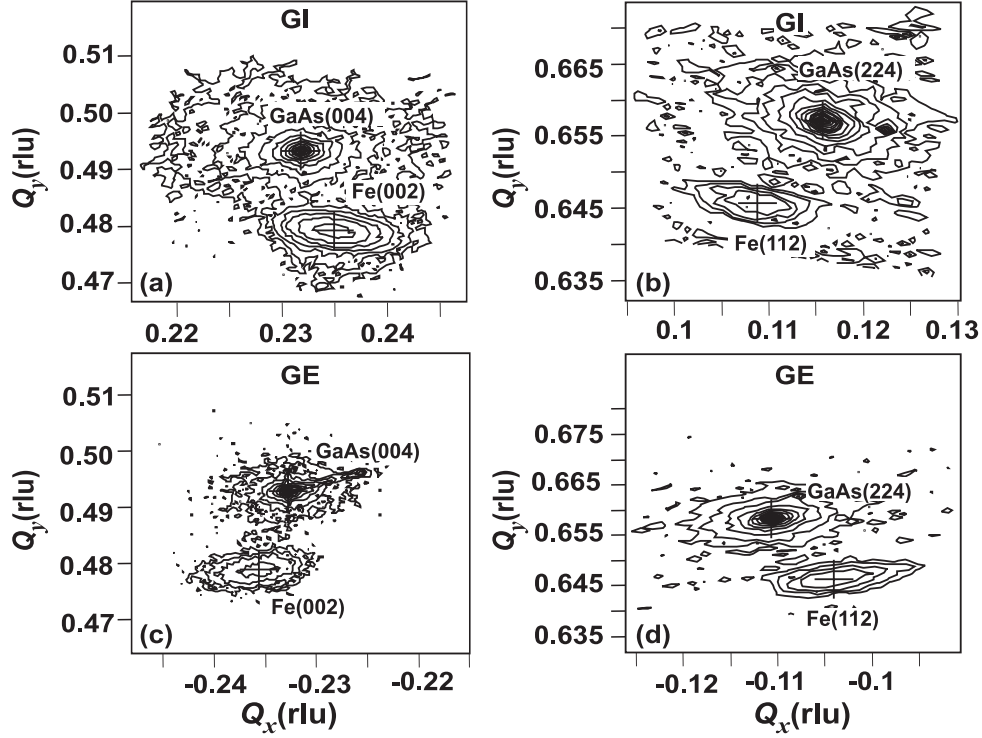 GI
0.51
0.50
0.49
0.48
0.47
Qy(rlu)
GaAs(004)
Fe(002)
(a)
0.22
0.23
0.24
GI
0.665
0.655
0.645
0.635
Qy(rlu)
GaAs(224)
Fe(112)
(b)
0.1
0.11
0.12
0.13
GE
0.51
0.50
0.49
0.48
0.47
Qy(rlu)
GaAs(004)
Fe(002)
(c)
-0.24
-0.23
-0.22
Qx(rlu)
GE
0.675
0.665
0.655
0.645
0.635
Qy(rlu)
GaAs(224)
Fe(112)
(d)
-0.12
-0.11
-0.1
Qx(rlu)